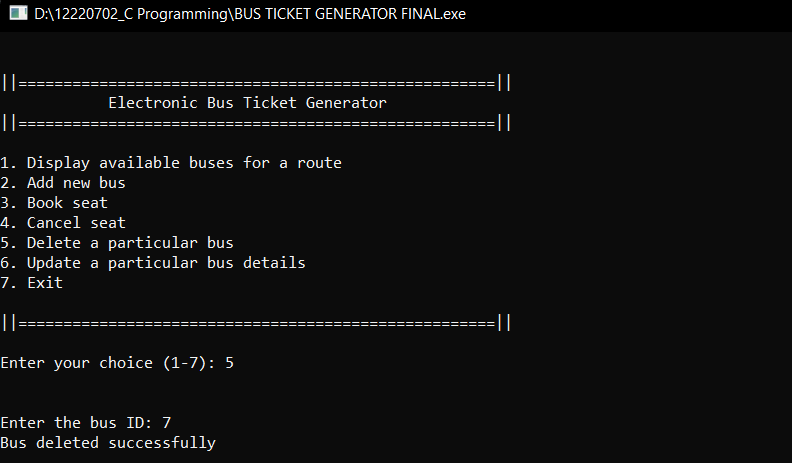 D:\12220702_C Programming\BUS TICKET GENERATOR FINAL.exe
||=====================================================||
Electronic Bus Ticket Generator
||=====================================================||
1. Display available buses for a route
2. Add new bus
3. Book seat
4. Cancel seat
5. Delete a particular bus
6. Update a particular bus details
7. Exit
||=====================================================||
Enter your choice (1-7): 5
Enter the bus ID: 7
Bus deleted successfully